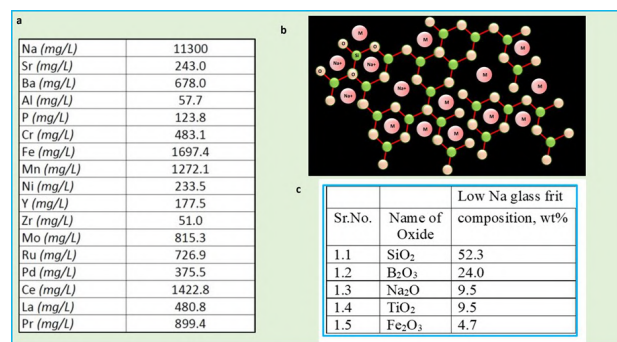 a
Na (mg/L) 11300
Sr (mg/L) 243.0
Ba (mg/L) 678.0
Al (mg/L) 57.7
P (mg/L) 123.8
Cr (mg/L) 483.1
Fe (mg/L) 1697.4
Mn (mg/L) 1272.1
Ni (mg/L) 233.5
Y (mg/L) 177.5
Zr (mg/L) 51.0
Mo (mg/L) 815.3
Ru (mg/L) 726.9
Pd (mg/L) 375.5
Ce (mg/L) 1422.8
La (mg/L) 480.8
Pr (mg/L) 899.4
b
M
M
M
O
O
Si
Na+
Na+
O
O
M
M
Na+
Na+
M
M
M
M
M
M
M
c
Low Na glass frit
Sr.No. Name of composition, wt%
Oxide
1.1 SiO₂ 52.3
1.2 B₂O₃ 24.0
1.3 Na₂O 9.5
1.4 TiO₂ 9.5
1.5 Fe₂O₃ 4.7